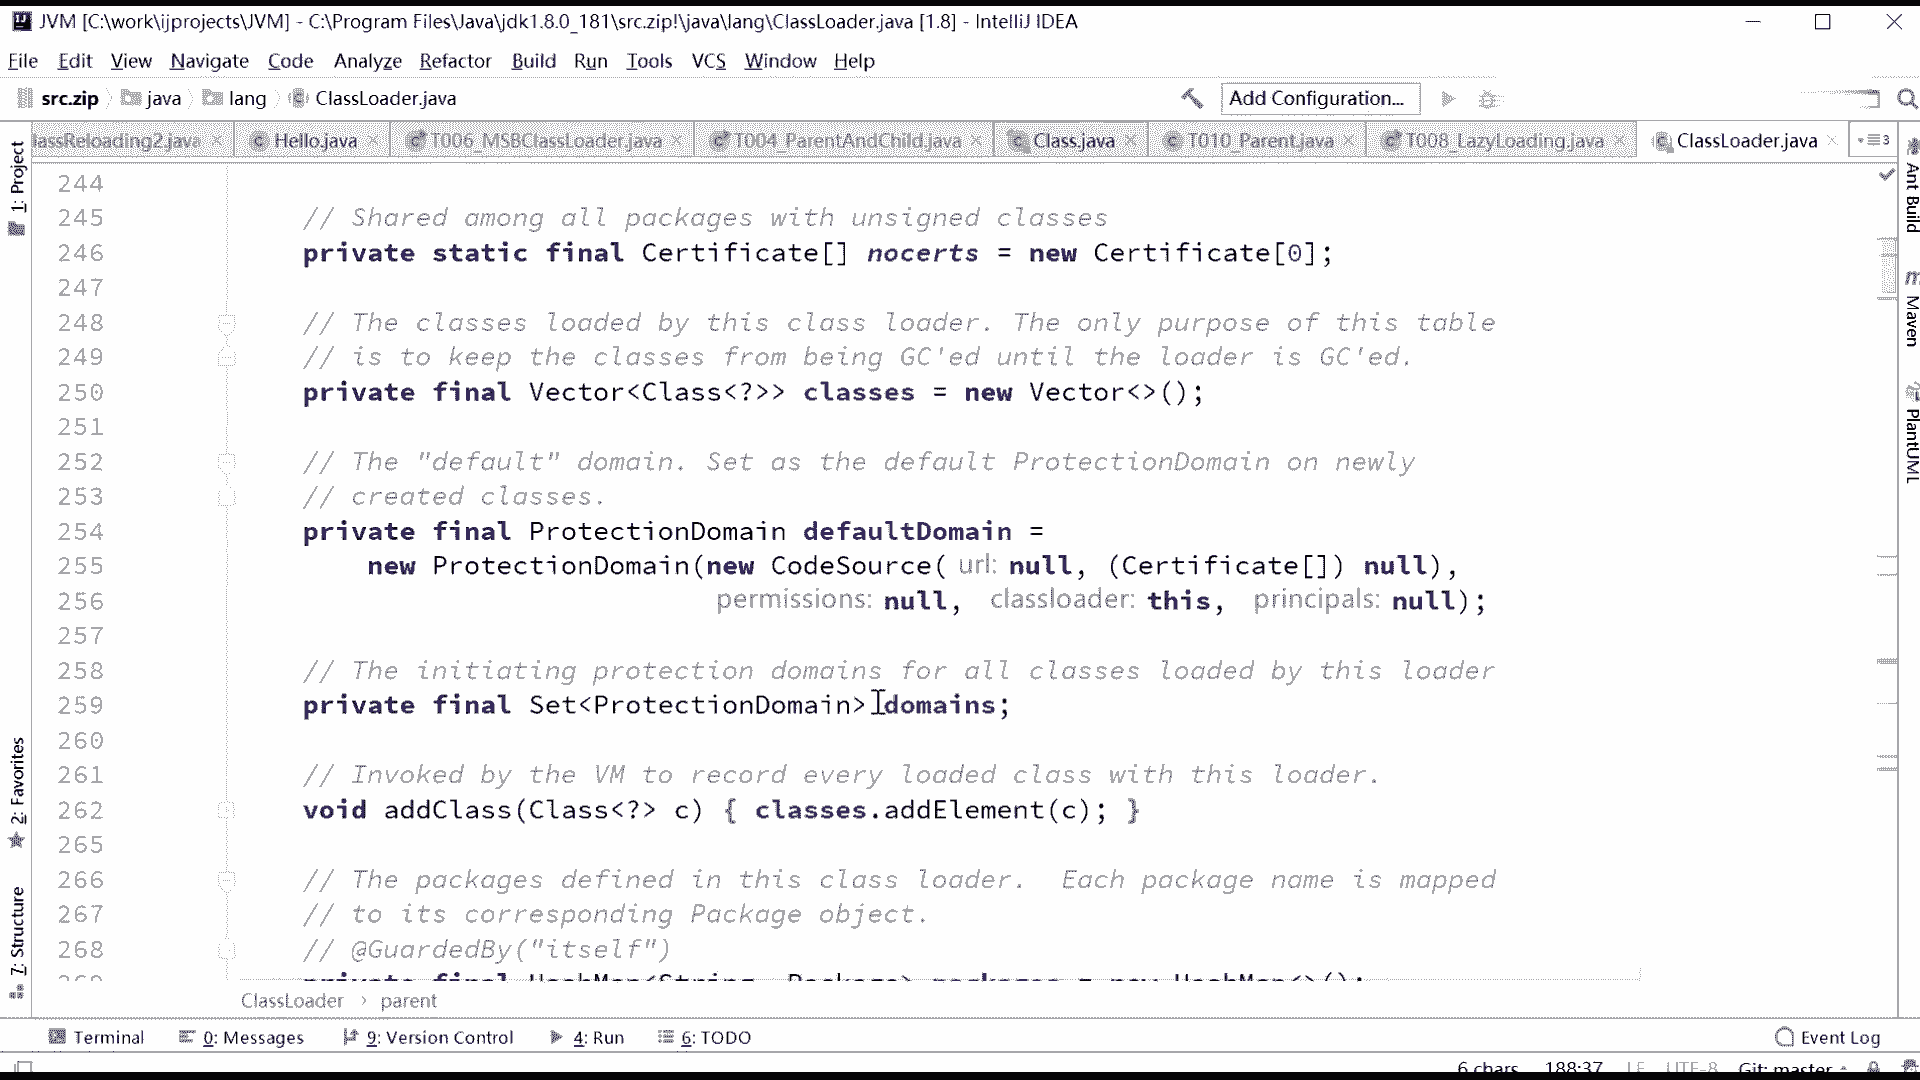 JVM [C:\work\ijprojects\JVM] - C:\Program Files\Java\jdk1.8.0_181\src.zip!\java\lang\ClassLoader.java [1.8] - IntelliJ IDEA
File Edit View Navigate Code Analyze Refactor Build Run Tools VCS Window Help
src.zip java lang ClassLoader.java Add Configuration...
lassReloading2.java Hello.java T006_MSBClassLoader.java T004_ParentAndChild.java Class.java T010_Parent.java T008_LazyLoading.java ClassLoader.java 3
1: Project
2: Favorites
7: Structure
Ant Build
Maven
PlantUML
244
245 // Shared among all packages with unsigned classes
246 private static final Certificate[] nocerts = new Certificate[0];
247
248 // The classes loaded by this class loader. The only purpose of this table
249 // is to keep the classes from being GC'ed until the loader is GC'ed.
250 private final Vector<Class<?>> classes = new Vector<>();
251
252 // The "default" domain. Set as the default ProtectionDomain on newly
253 // created classes.
254 private final ProtectionDomain defaultDomain =
255 new ProtectionDomain(new CodeSource( url: null, (Certificate[]) null),
256 permissions: null, classloader: this, principals: null);
257
258 // The initiating protection domains for all classes loaded by this loader
259 private final Set<ProtectionDomain> domains;
260
261 // Invoked by the VM to record every loaded class with this loader.
262 void addClass(Class<?> c) { classes.addElement(c); }
265
266 // The packages defined in this class loader.  Each package name is mapped
267 // to its corresponding Package object.
268 // @GuardedBy("itself")
269 private final HashMap<String, Package> packages = new HashMap<>();
ClassLoader › parent
Terminal 0: Messages 9: Version Control 4: Run 6: TODO Event Log
6 chars 188:37 LF UTF-8 Git: master